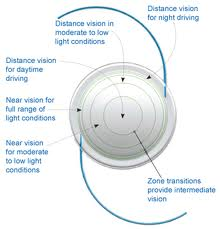 Distance vision in
moderate to low
light conditions
Distance vision
for night driving
Distance vision
for daytime
driving
Near vision for
full range of
light conditions
Near vision
for moderate
to low light
conditions
Zone transitions
provide intermediate
vision